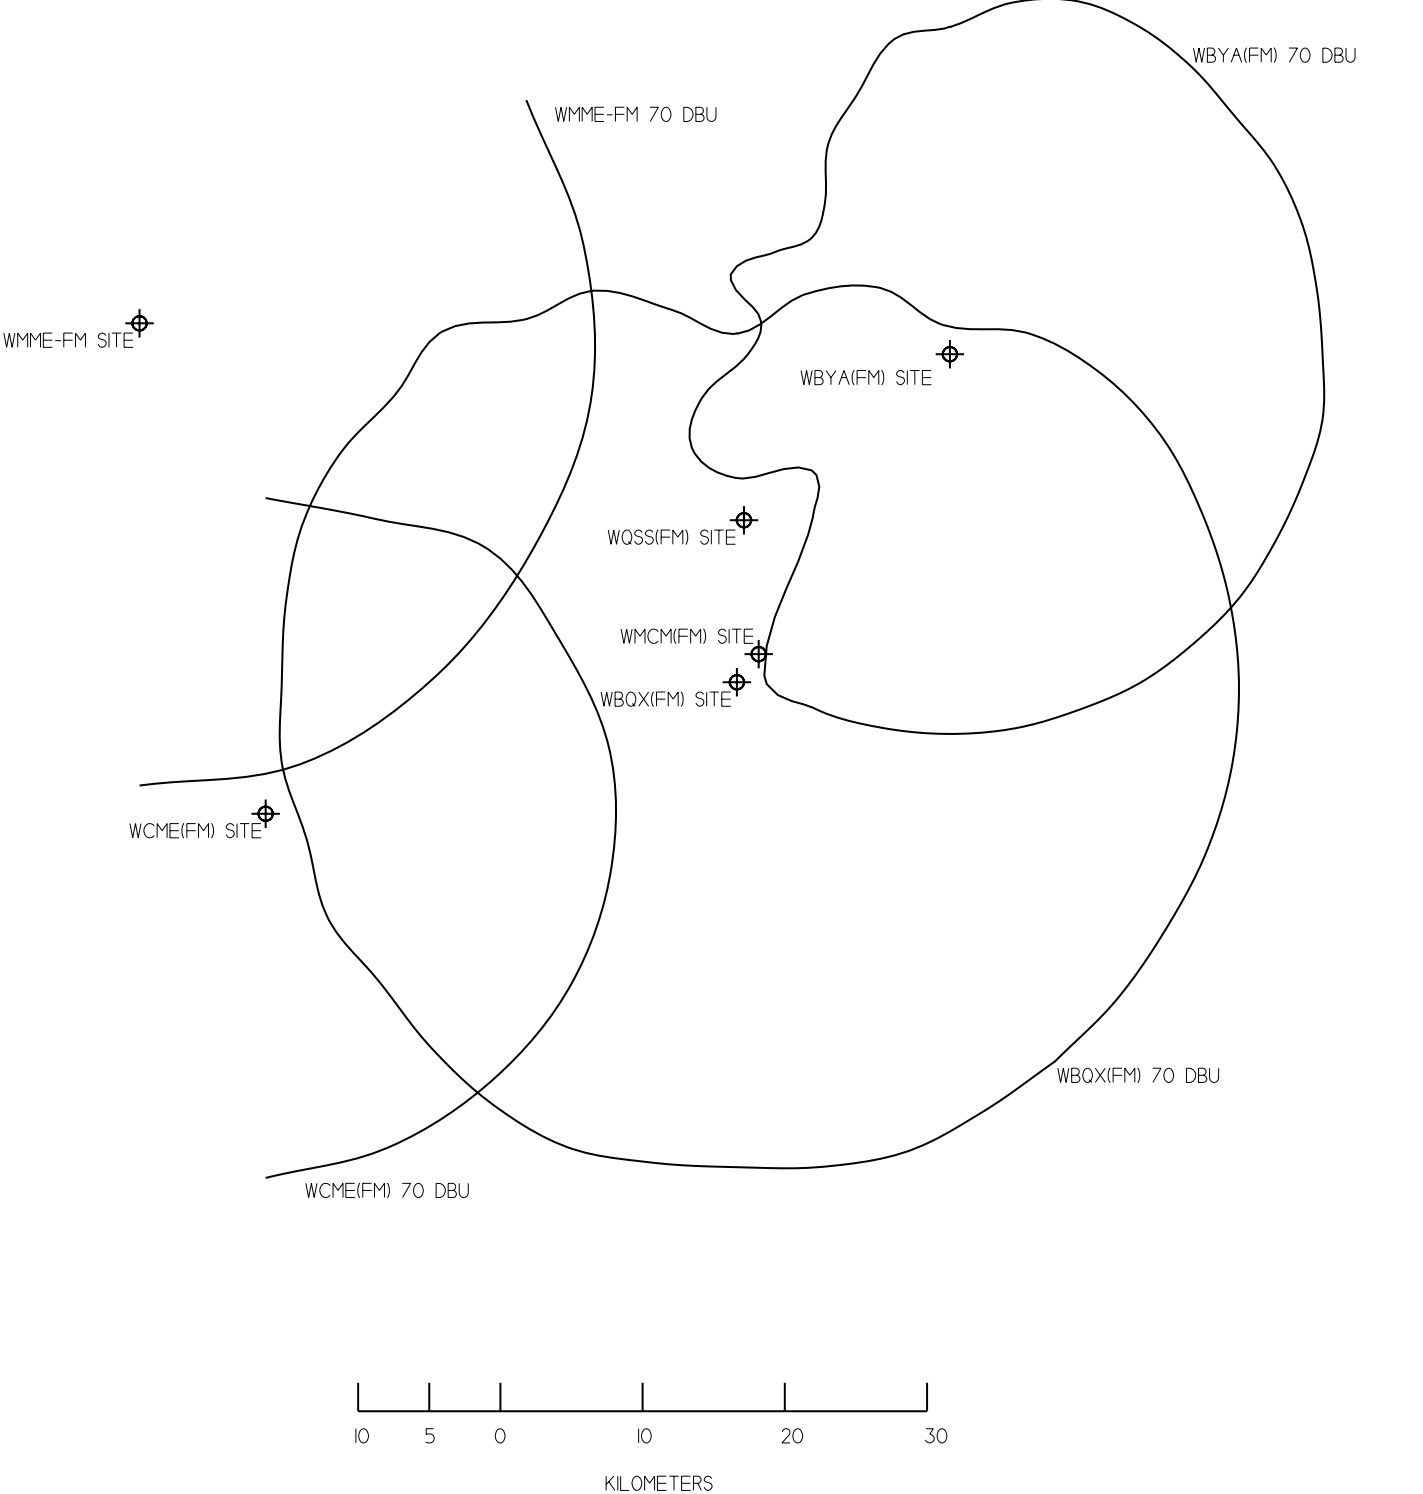 WBYA(FM) 70 DBU
WMME-FM 70 DBU
WMME-FM SITE
WBYA(FM) SITE
WQSS(FM) SITE
WMCM(FM) SITE
WBQX(FM) SITE
WCME(FM) SITE
WBQX(FM) 70 DBU
WCME(FM) 70 DBU
10 5 0 10 20 30
KILOMETERS